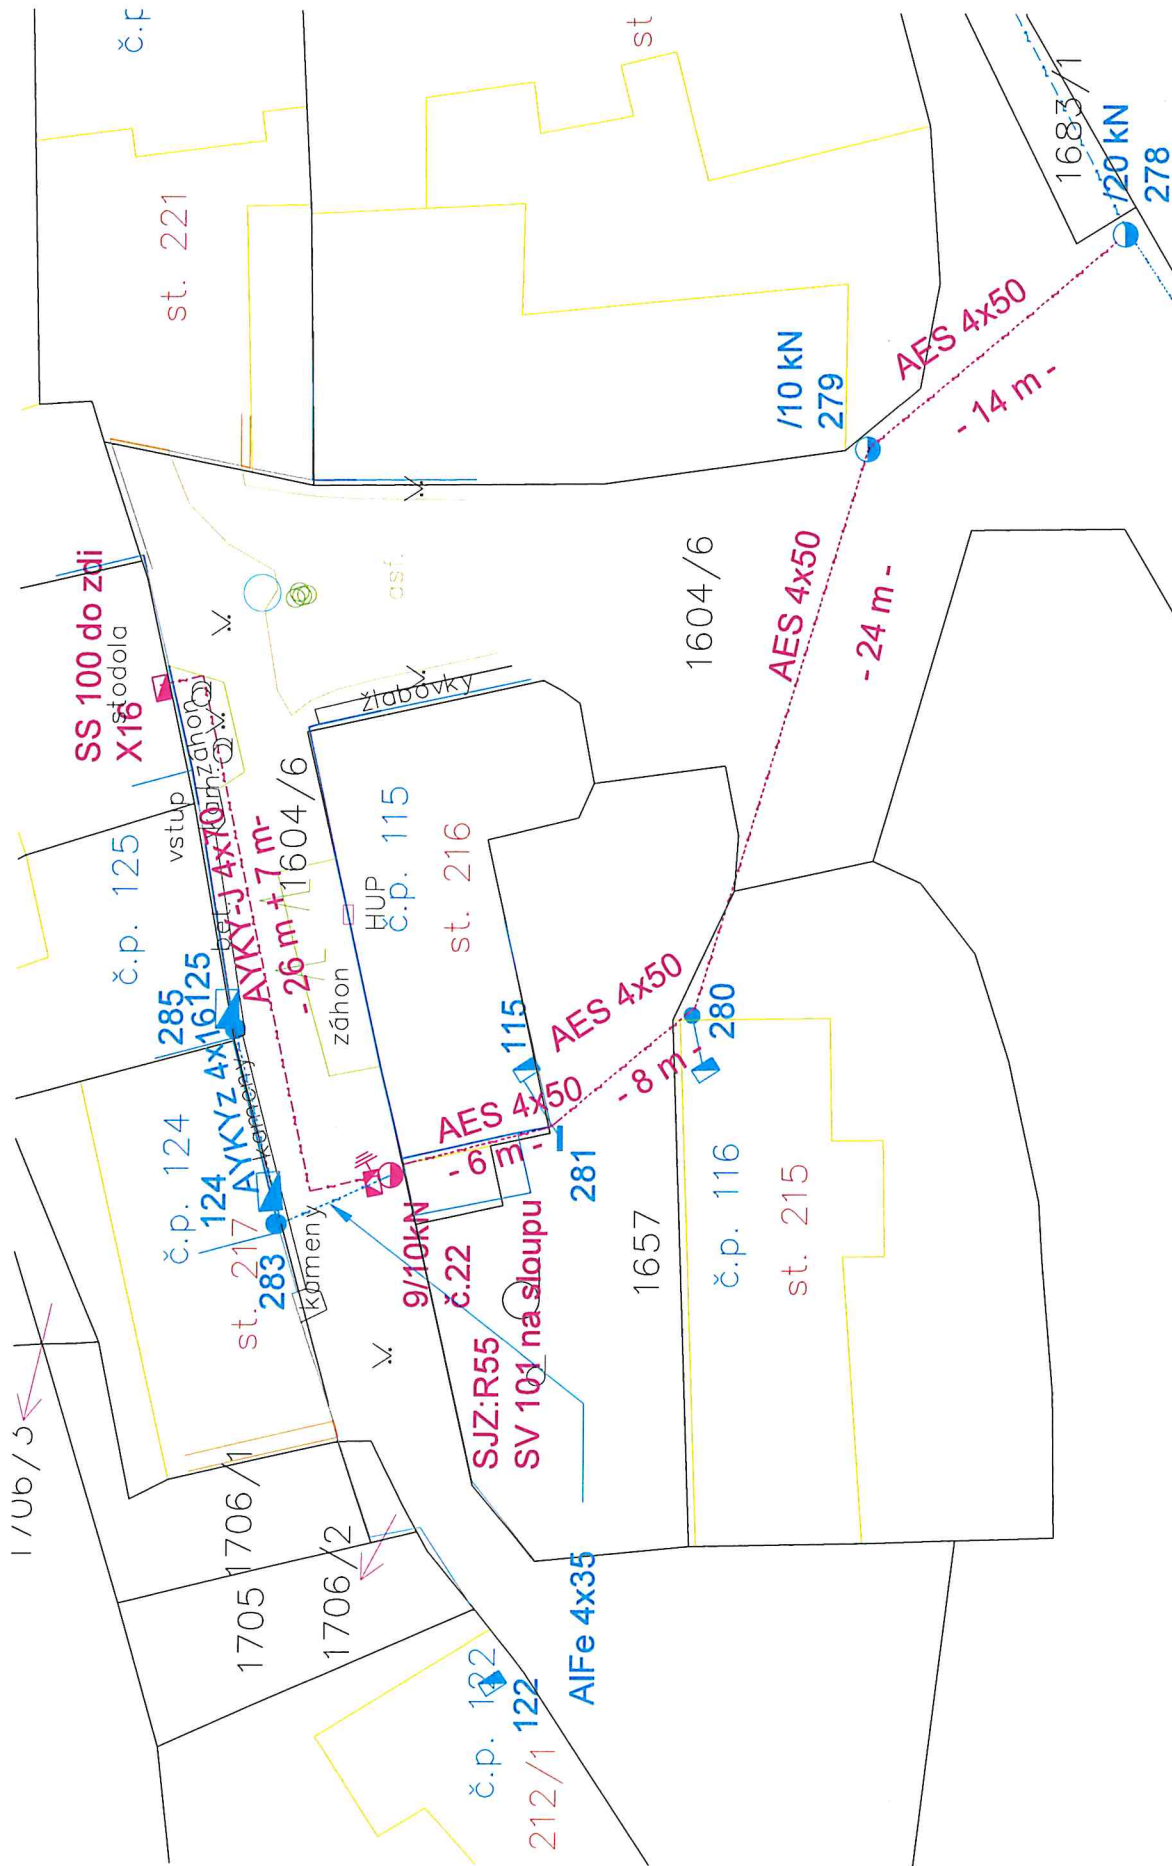 č.p
st
st. 221
1683/1
/20 kN
278
AES 4x50
- 14 m -
/10 kN
279
AES 4x50
- 24 m -
1604/6
SS 100 do zdi
X16
stodola
asf.
žlabovky
záhon
vstup
č.p. 125
AYKY-J 4x70
- 26 m + 7 m-
1604/6
HUP
č.p. 115
st. 216
záhon
285
125
AYKYz 4x16
kameny
č.p. 124
124
st. 217
283
kameny
115
AES 4x50
- 8 m -
280
AES 4x50
- 6 m -
281
9/10kN
č.22
SJZ:R55
SV 101 na sloupu
1657
č.p. 116
st. 215
1706/3
1706/1
1705
1706/2
AlFe 4x35
č.p. 122
122
212/1